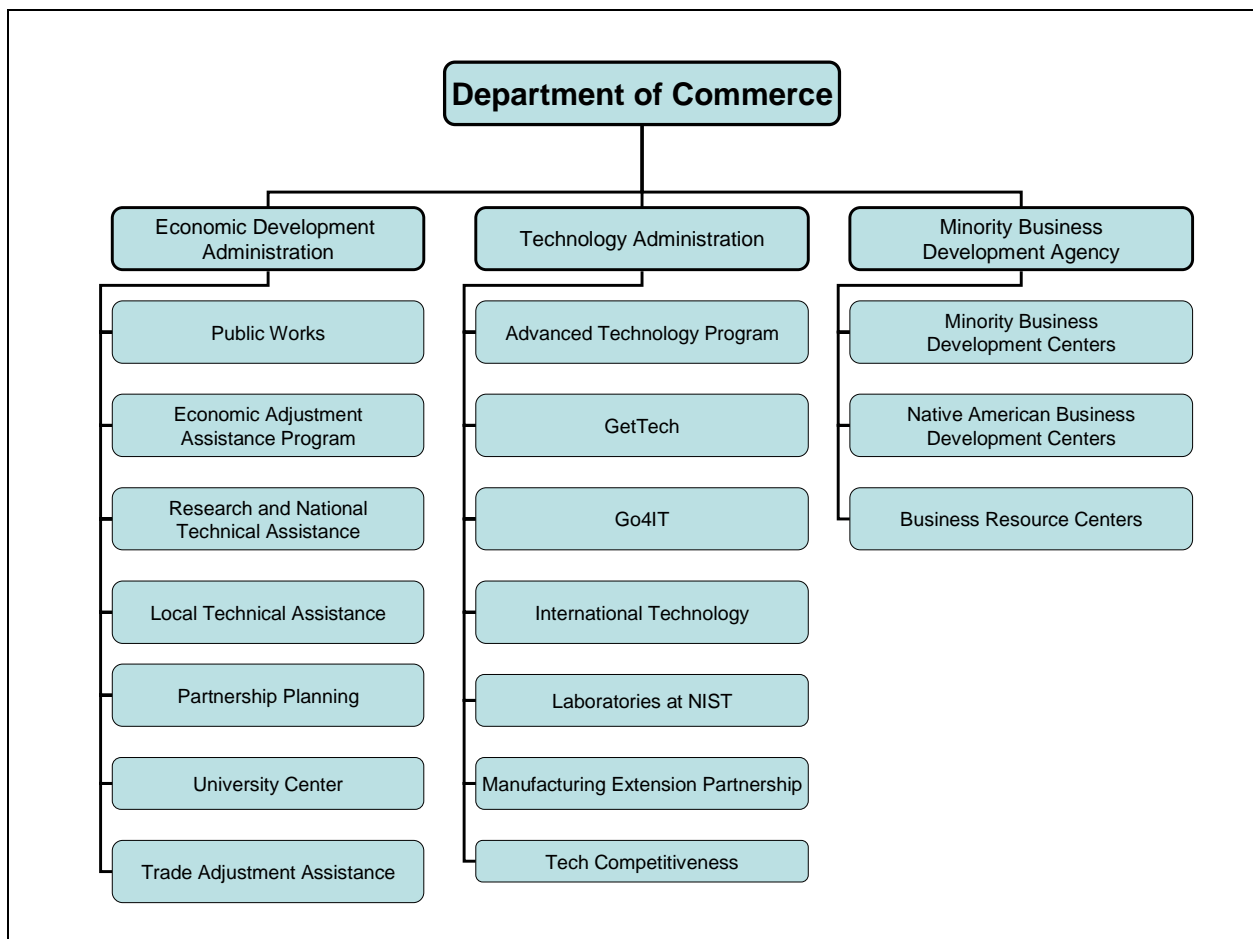 Department of Commerce
Economic Development
Administration
Public Works
Economic Adjustment
Assistance Program
Research and National
Technical Assistance
Local Technical Assistance
Partnership Planning
University Center
Trade Adjustment Assistance
Technology Administration
Advanced Technology Program
GetTech
Go4IT
International Technology
Laboratories at NIST
Manufacturing Extension Partnership
Tech Competitiveness
Minority Business
Development Agency
Minority Business
Development Centers
Native American Business
Development Centers
Business Resource Centers